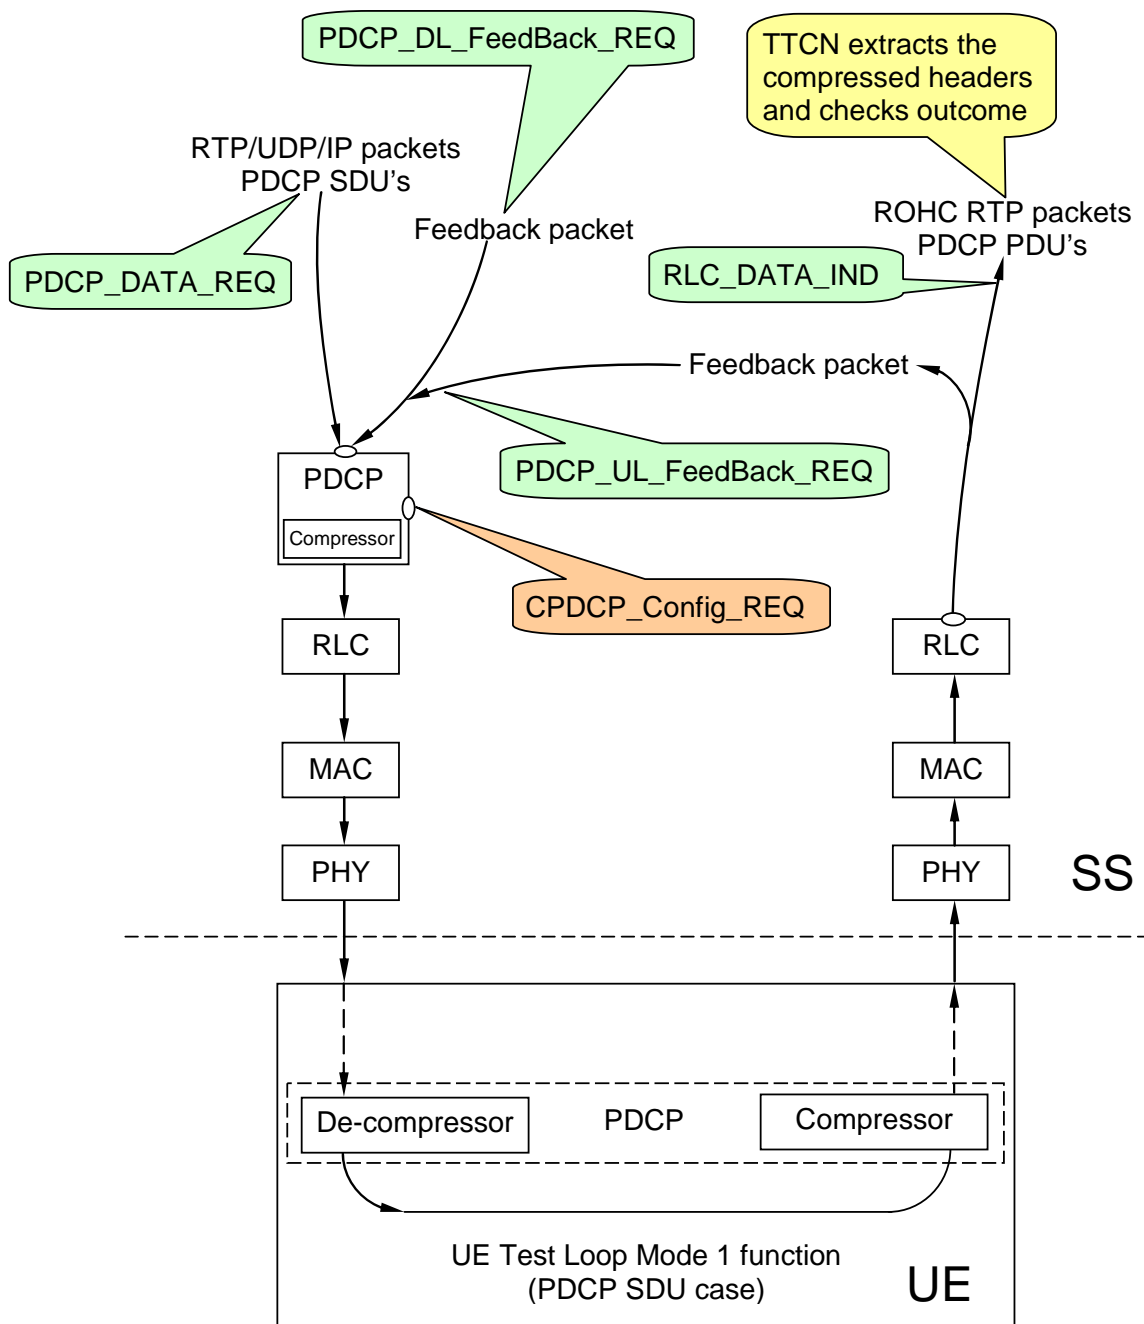 PDCP_DL_FeedBack_REQ
TTCN extracts the
compressed headers
and checks outcome
RTP/UDP/IP packets
PDCP SDU's
Feedback packet
ROHC RTP packets
PDCP PDU's
PDCP_DATA_REQ
RLC_DATA_IND
Feedback packet
PDCP_UL_FeedBack_REQ
PDCP
Compressor
CPDCP_Config_REQ
RLC
RLC
MAC
MAC
PHY
PHY
SS
De-compressor
PDCP
Compressor
UE Test Loop Mode 1 function
(PDCP SDU case)
UE